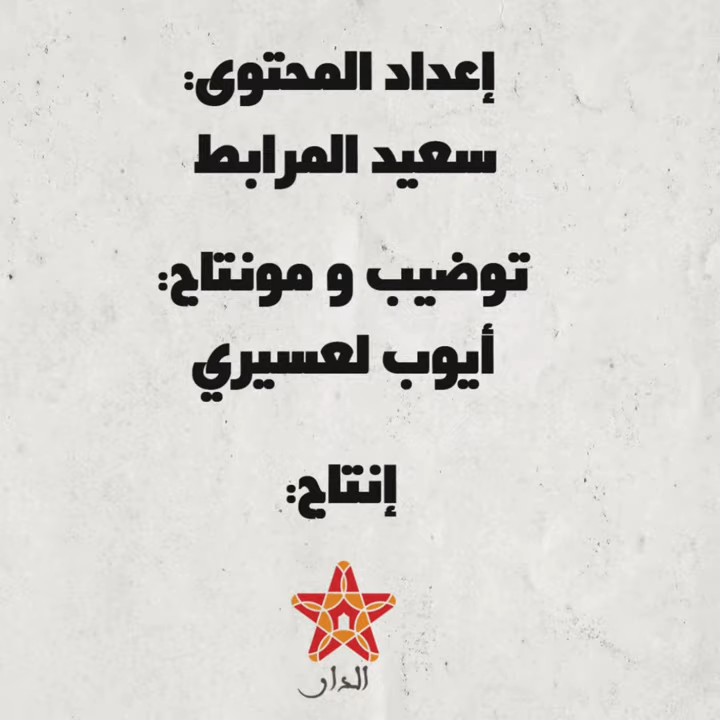 إعداد المحتوى:
سعيد المرابط
توضيب و مونتاج:
أيوب لعسيري
إنتاج:
الدار